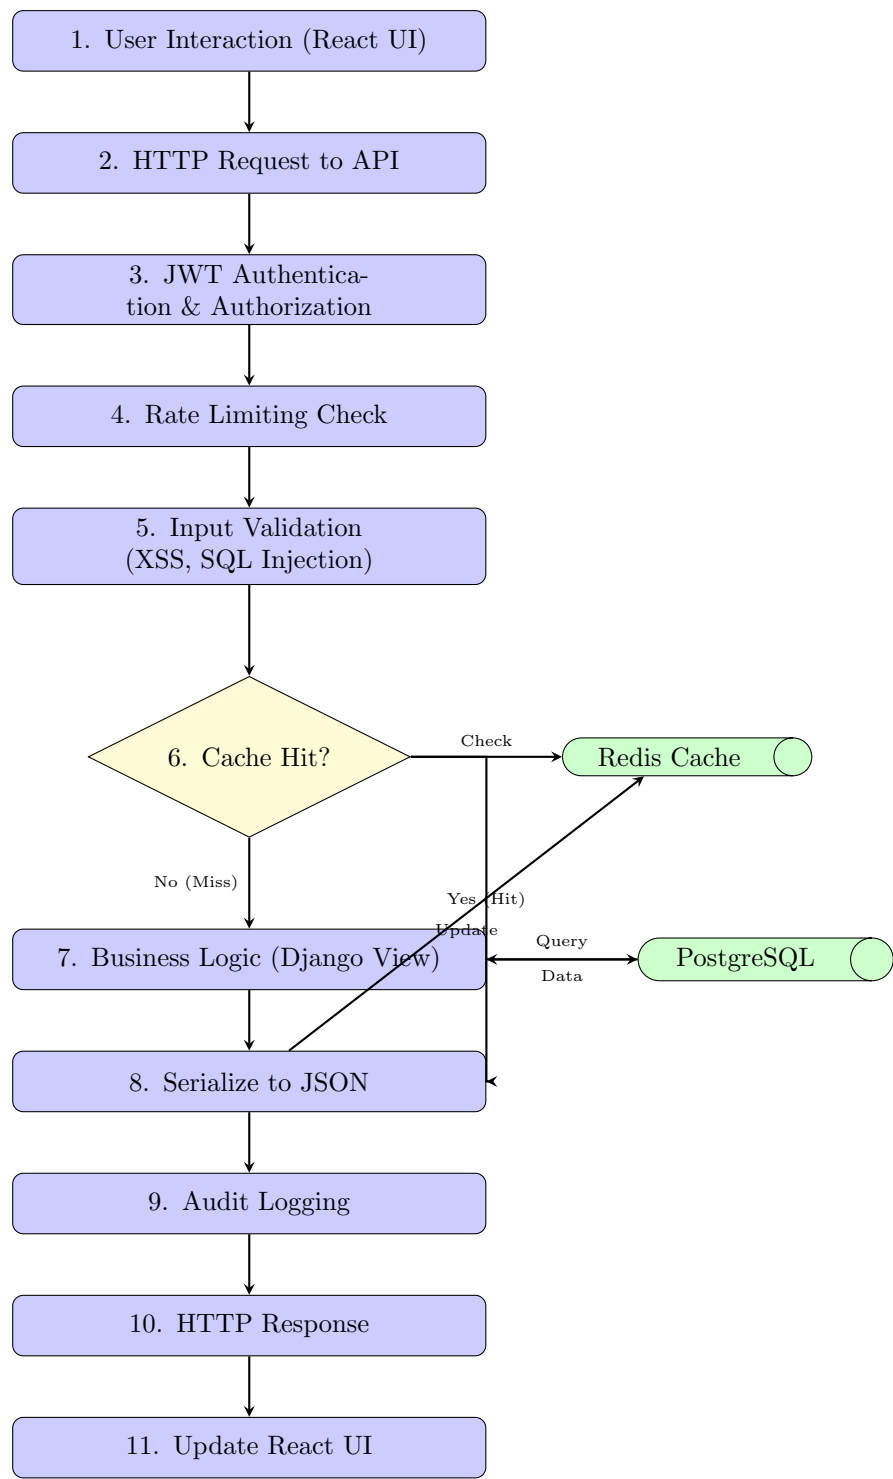 1. User Interaction (React UI)
2. HTTP Request to API
3. JWT Authentica-
tion & Authorization
4. Rate Limiting Check
5. Input Validation
(XSS, SQL Injection)
6. Cache Hit?
Check
Redis Cache
No (Miss)
Yes (Hit)
Update
7. Business Logic (Django View)
Query
Data
PostgreSQL
8. Serialize to JSON
9. Audit Logging
10. HTTP Response
11. Update React UI